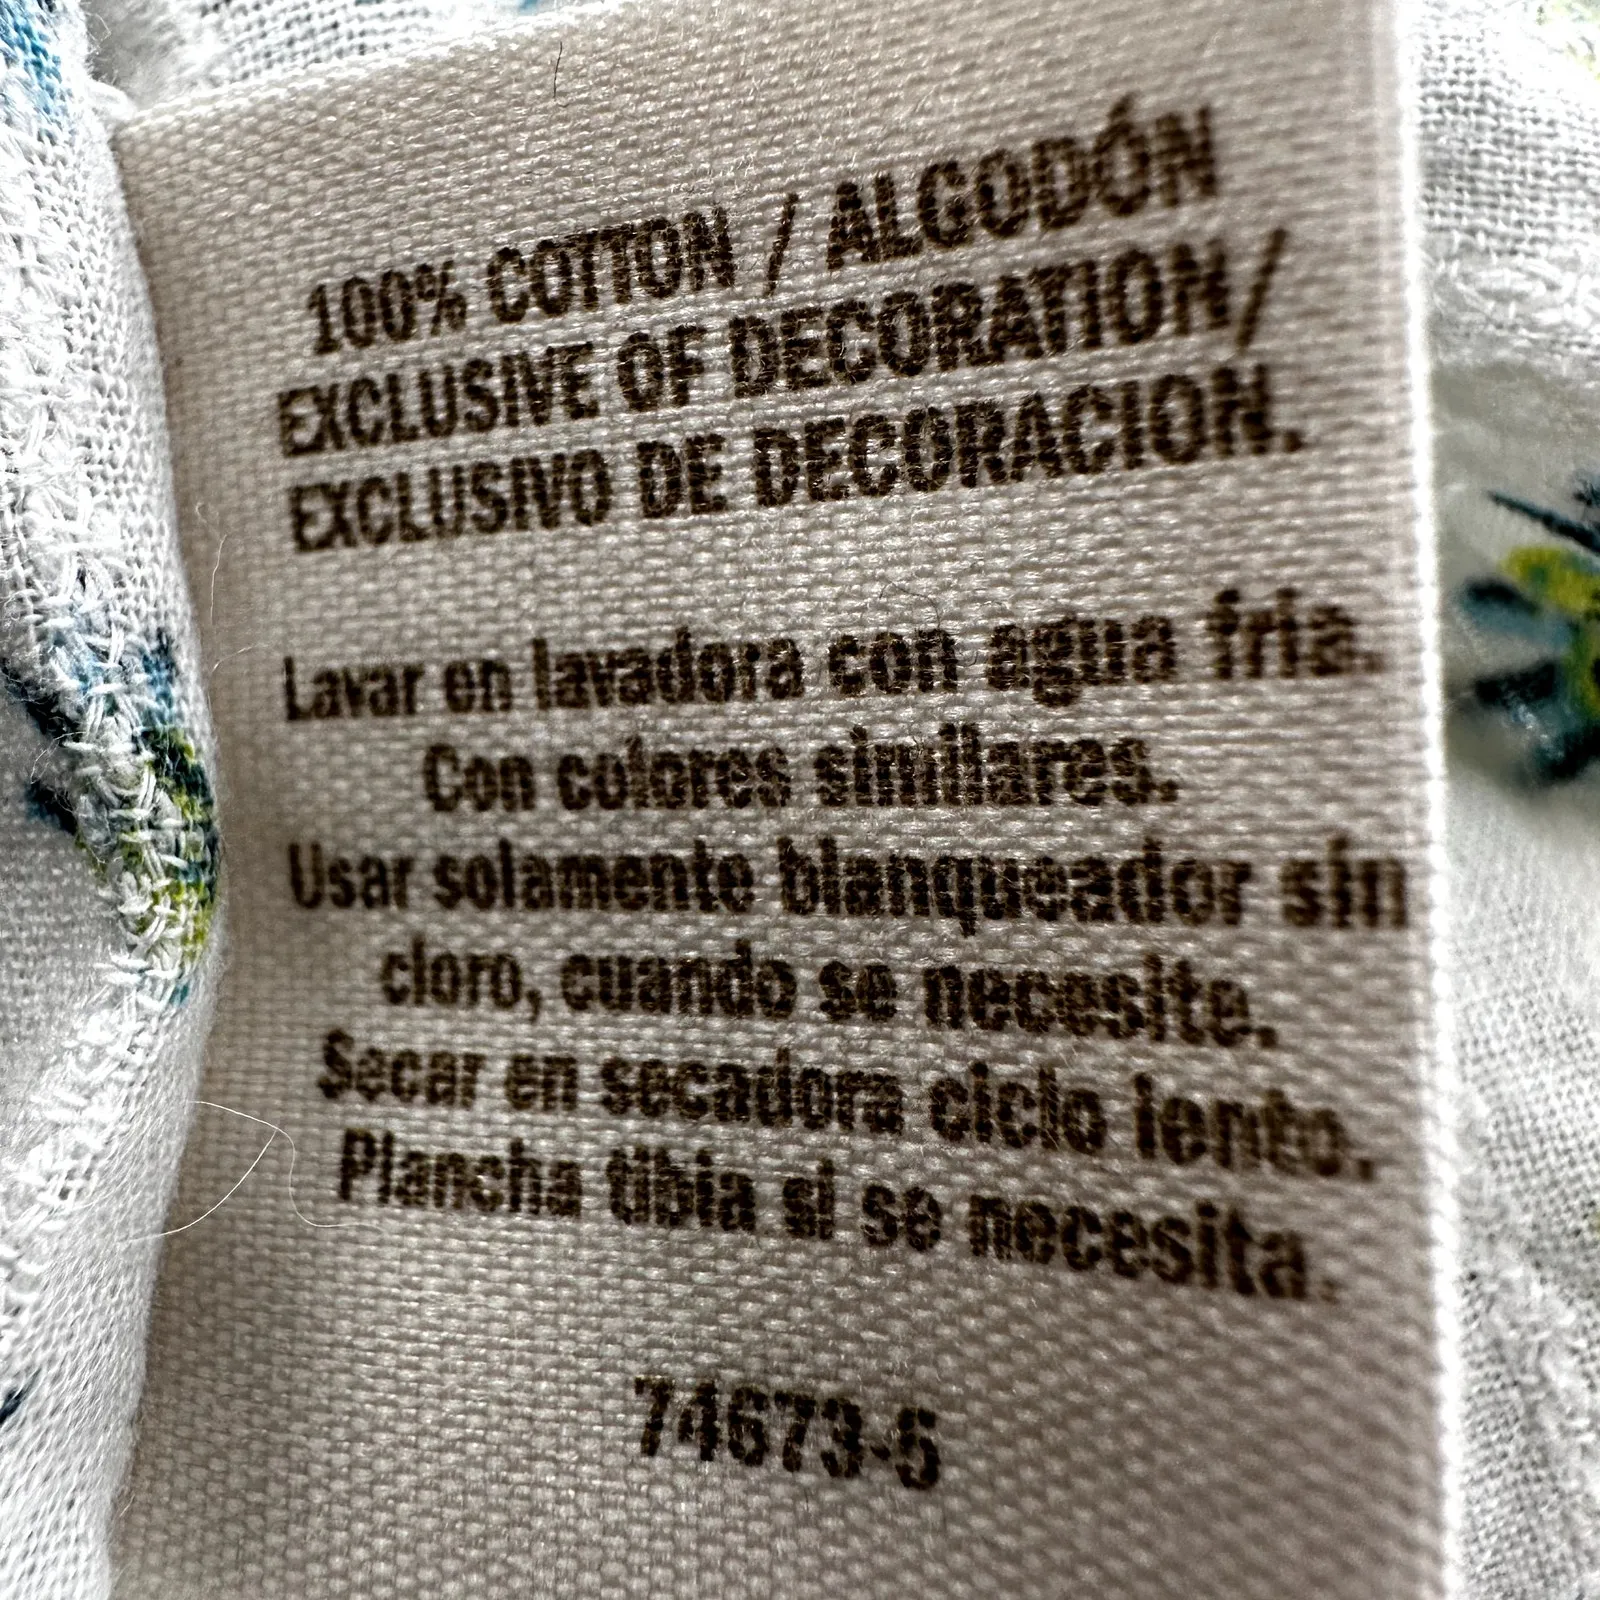 100% COTTON / ALGODÓN
EXCLUSIVE OF DECORATION/
EXCLUSIVO DE DECORACION.
Lavar en lavadora con agua fria.
Con colores similares.
Usar solamente blanqueador sin
cloro, cuando se necesite.
Secar en secadora ciclo lento.
Plancha tibia si se necesita.
74673-5